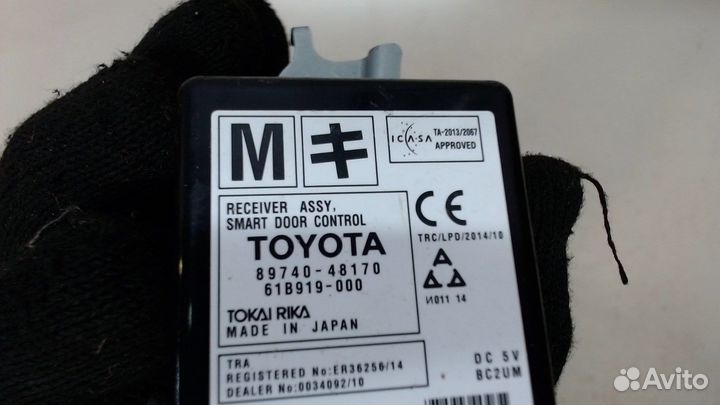 M
キ
ICASA
TA-2013/2067
APPROVED
RECEIVER ASSY,
SMART DOOR CONTROL
TOYOTA
89740-48170
61B919-000
TOKAI RIKA
MADE IN JAPAN
CE
TRC/LPD/2014/10
И011 14
TRA
REGISTERED No:ER36256/14
DEALER No:0034092/10
DC 5V
BC2UM
Avito